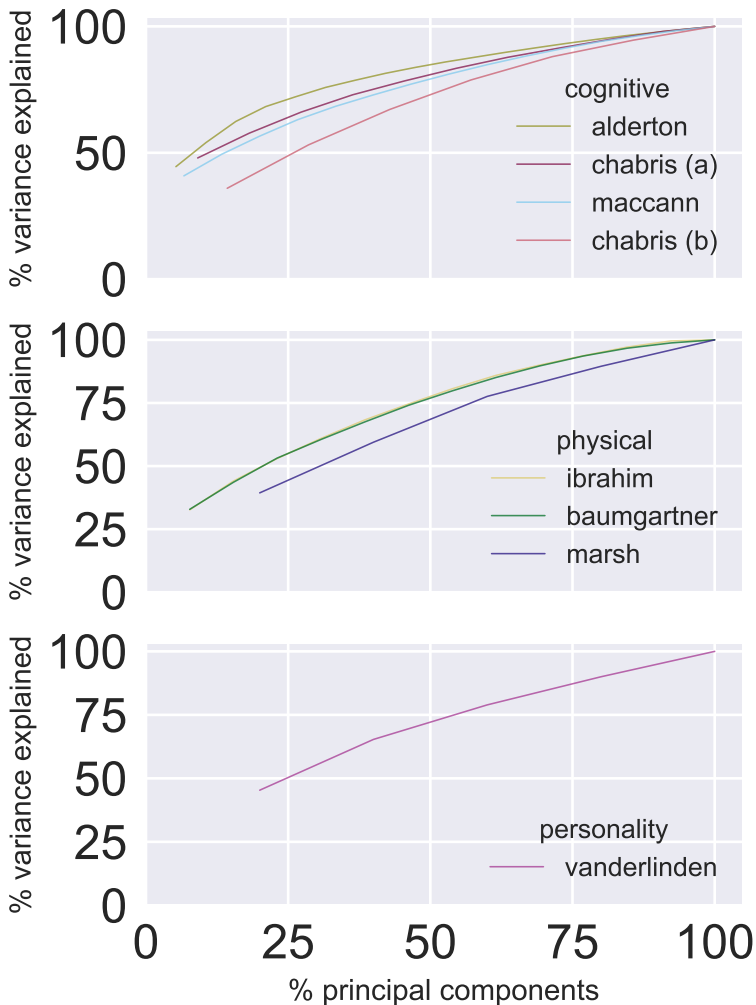 % variance explained
100
50
0
cognitive
alderton
chabris (a)
maccann
chabris (b)
% variance explained
100
75
50
25
0
physical
ibrahim
baumgartner
marsh
% variance explained
100
75
50
25
0
personality
vanderlinden
0 25 50 75 100
% principal components